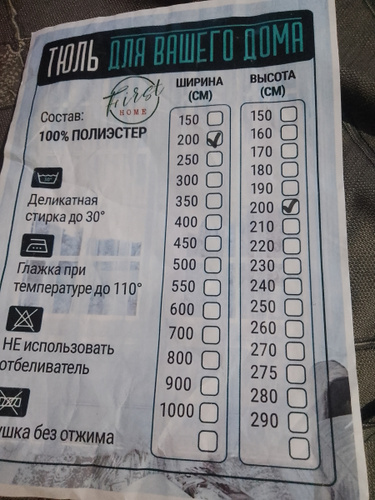 ТЮЛЬ ДЛЯ ВАШЕГО ДОМА
First
HOME
Состав:
100% ПОЛИЭСТЕР
30°
Деликатная
стирка до 30°
Глажка при
температуре до 110°
НЕ использовать
отбеливатель
ушка без отжима
ШИРИНА
(СМ)
150
200
250
300
350
400
450
500
550
600
700
800
900
1000
ВЫСОТА
(СМ)
150
160
170
180
190
200
210
220
230
240
250
260
270
275
280
290